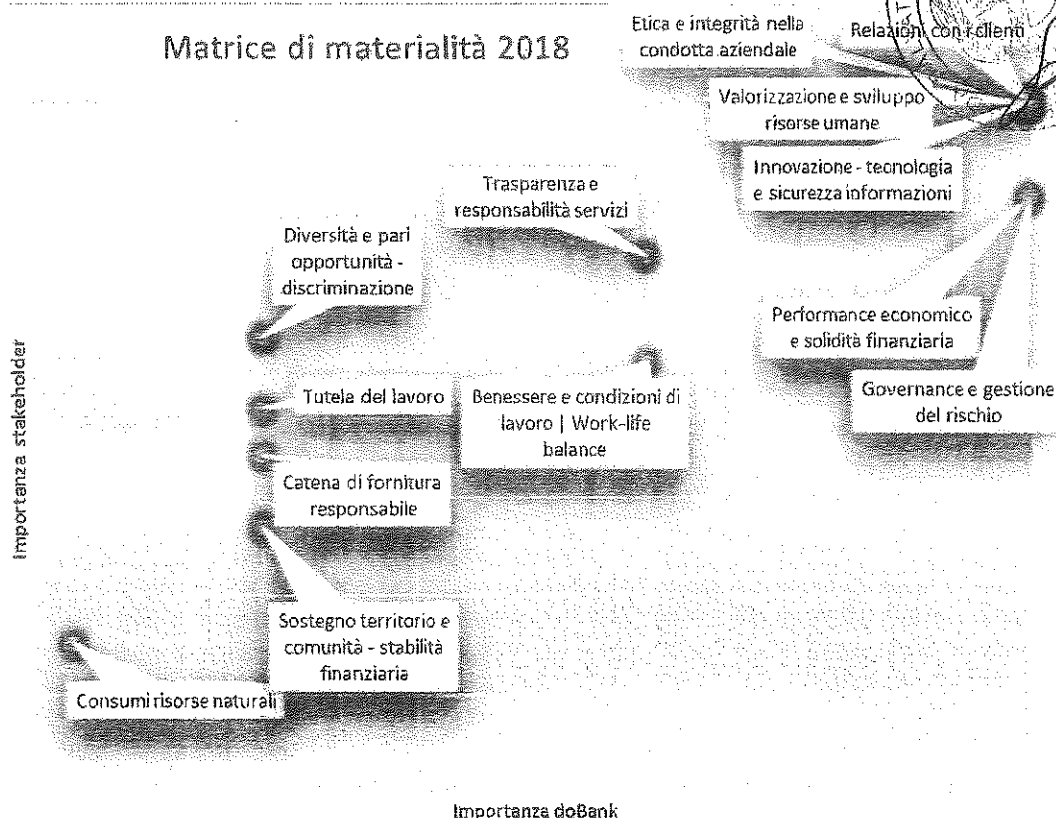 Matrice di materialità 2018
Etica e integrità nella
condotta aziendale
Relazioni con i clienti
Valorizzazione e sviluppo
risorse umane
Innovazione - tecnologia
e sicurezza informazioni
Trasparenza e
responsabilità servizi
Diversità e pari
opportunità -
discriminazione
Performance economico
e solidità finanziaria
Governance e gestione
del rischio
Tutela del lavoro
Benessere e condizioni di
lavoro | Work-life
balance
Catena di fornitura
responsabile
Sostegno territorio e
comunità - stabilità
finanziaria
Consumi risorse naturali
Importanza stakeholder
Importanza doBank